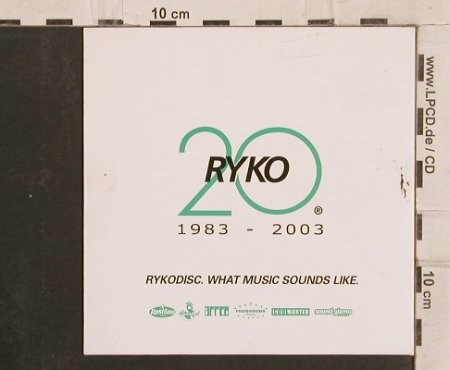 10 cm
www.LPCD.de / CD
20
RYKO
®
1983 - 2003
RYKODISC. WHAT MUSIC SOUNDS LIKE.
10 cm